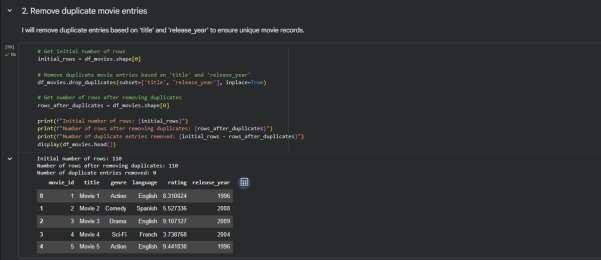 2. Remove duplicate movie entries
I will remove duplicate entries based on 'title' and 'release_year' to ensure unique movie records.
# Get initial number of rows
initial_rows = df_movies.shape[0]
# Remove duplicate movie entries based on 'title' and 'release_year'
df_movies.drop_duplicates(subset=['title', 'release_year'], inplace=True)
# Get number of rows after removing duplicates
rows_after_duplicates = df_movies.shape[0]
print(f"Initial number of rows: {initial_rows}")
print(f"Number of rows after removing duplicates: {rows_after_duplicates}")
print(f"Number of duplicate entries removed: {initial_rows - rows_after_duplicates}")
display(df_movies.head())
Initial number of rows: 110
Number of rows after removing duplicates: 110
Number of duplicate entries removed: 0
movie_id title genre language rating release_year
0 1 Movie 1 Action English 1996
1 2 Movie 2 Comedy Spanish 5.527336 2008
2 3 Movie 3 Drama English 9.107127 2009
3 4 Movie 4 Sci-Fi French 3.738768 2004
4 5 Movie 5 Action English 9.441830 1996